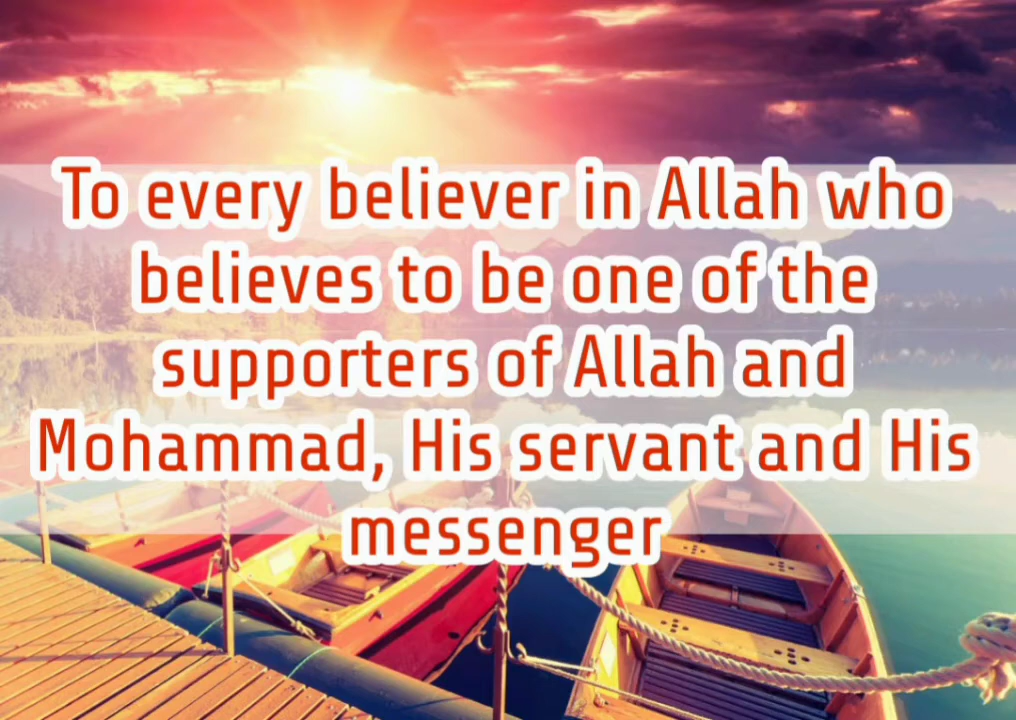 To every believer in Allah who
believes to be one of the
supporters of Allah and
Mohammad, His servant and His
messenger